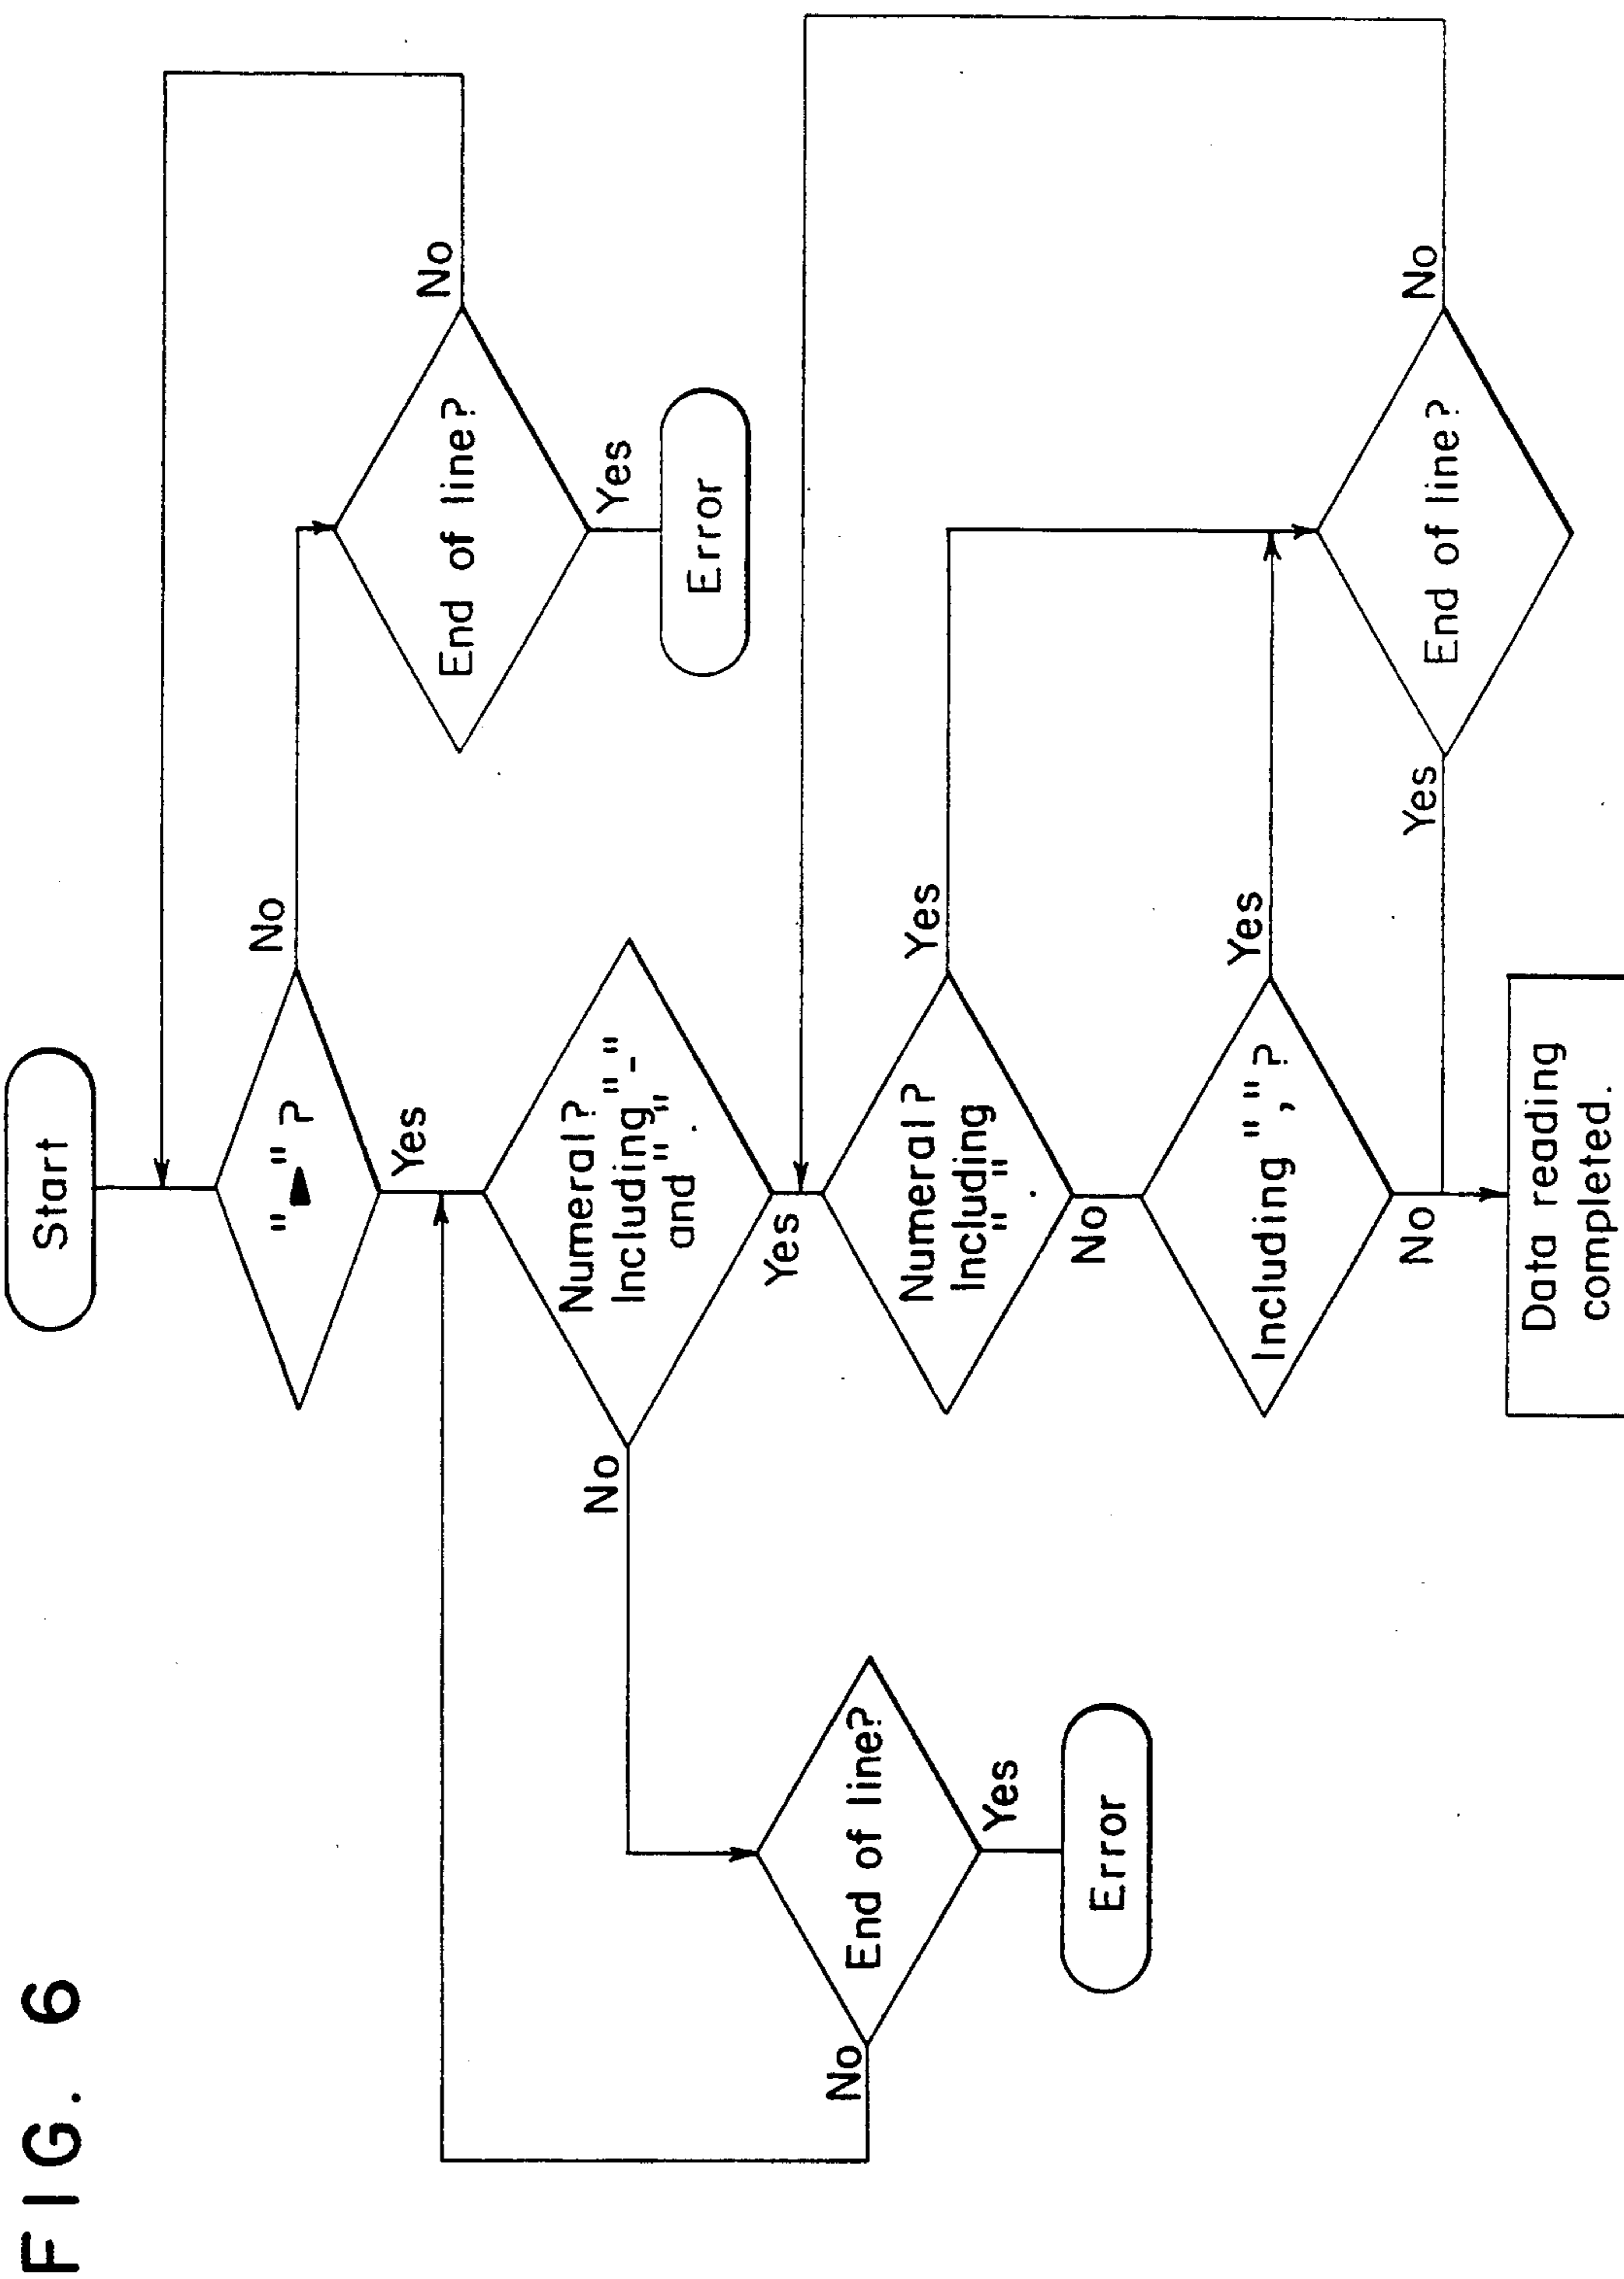 FIG. 6
Start
"▲"?
No
Yes
End of line?
No
Yes
Error
Numeral?
Including "-"
and "."
No
Yes
End of line?
No
Yes
Error
Numeral?
Including
"."
Yes
No
Including ","?
Yes
No
End of line?
No
Yes
Data reading
completed.